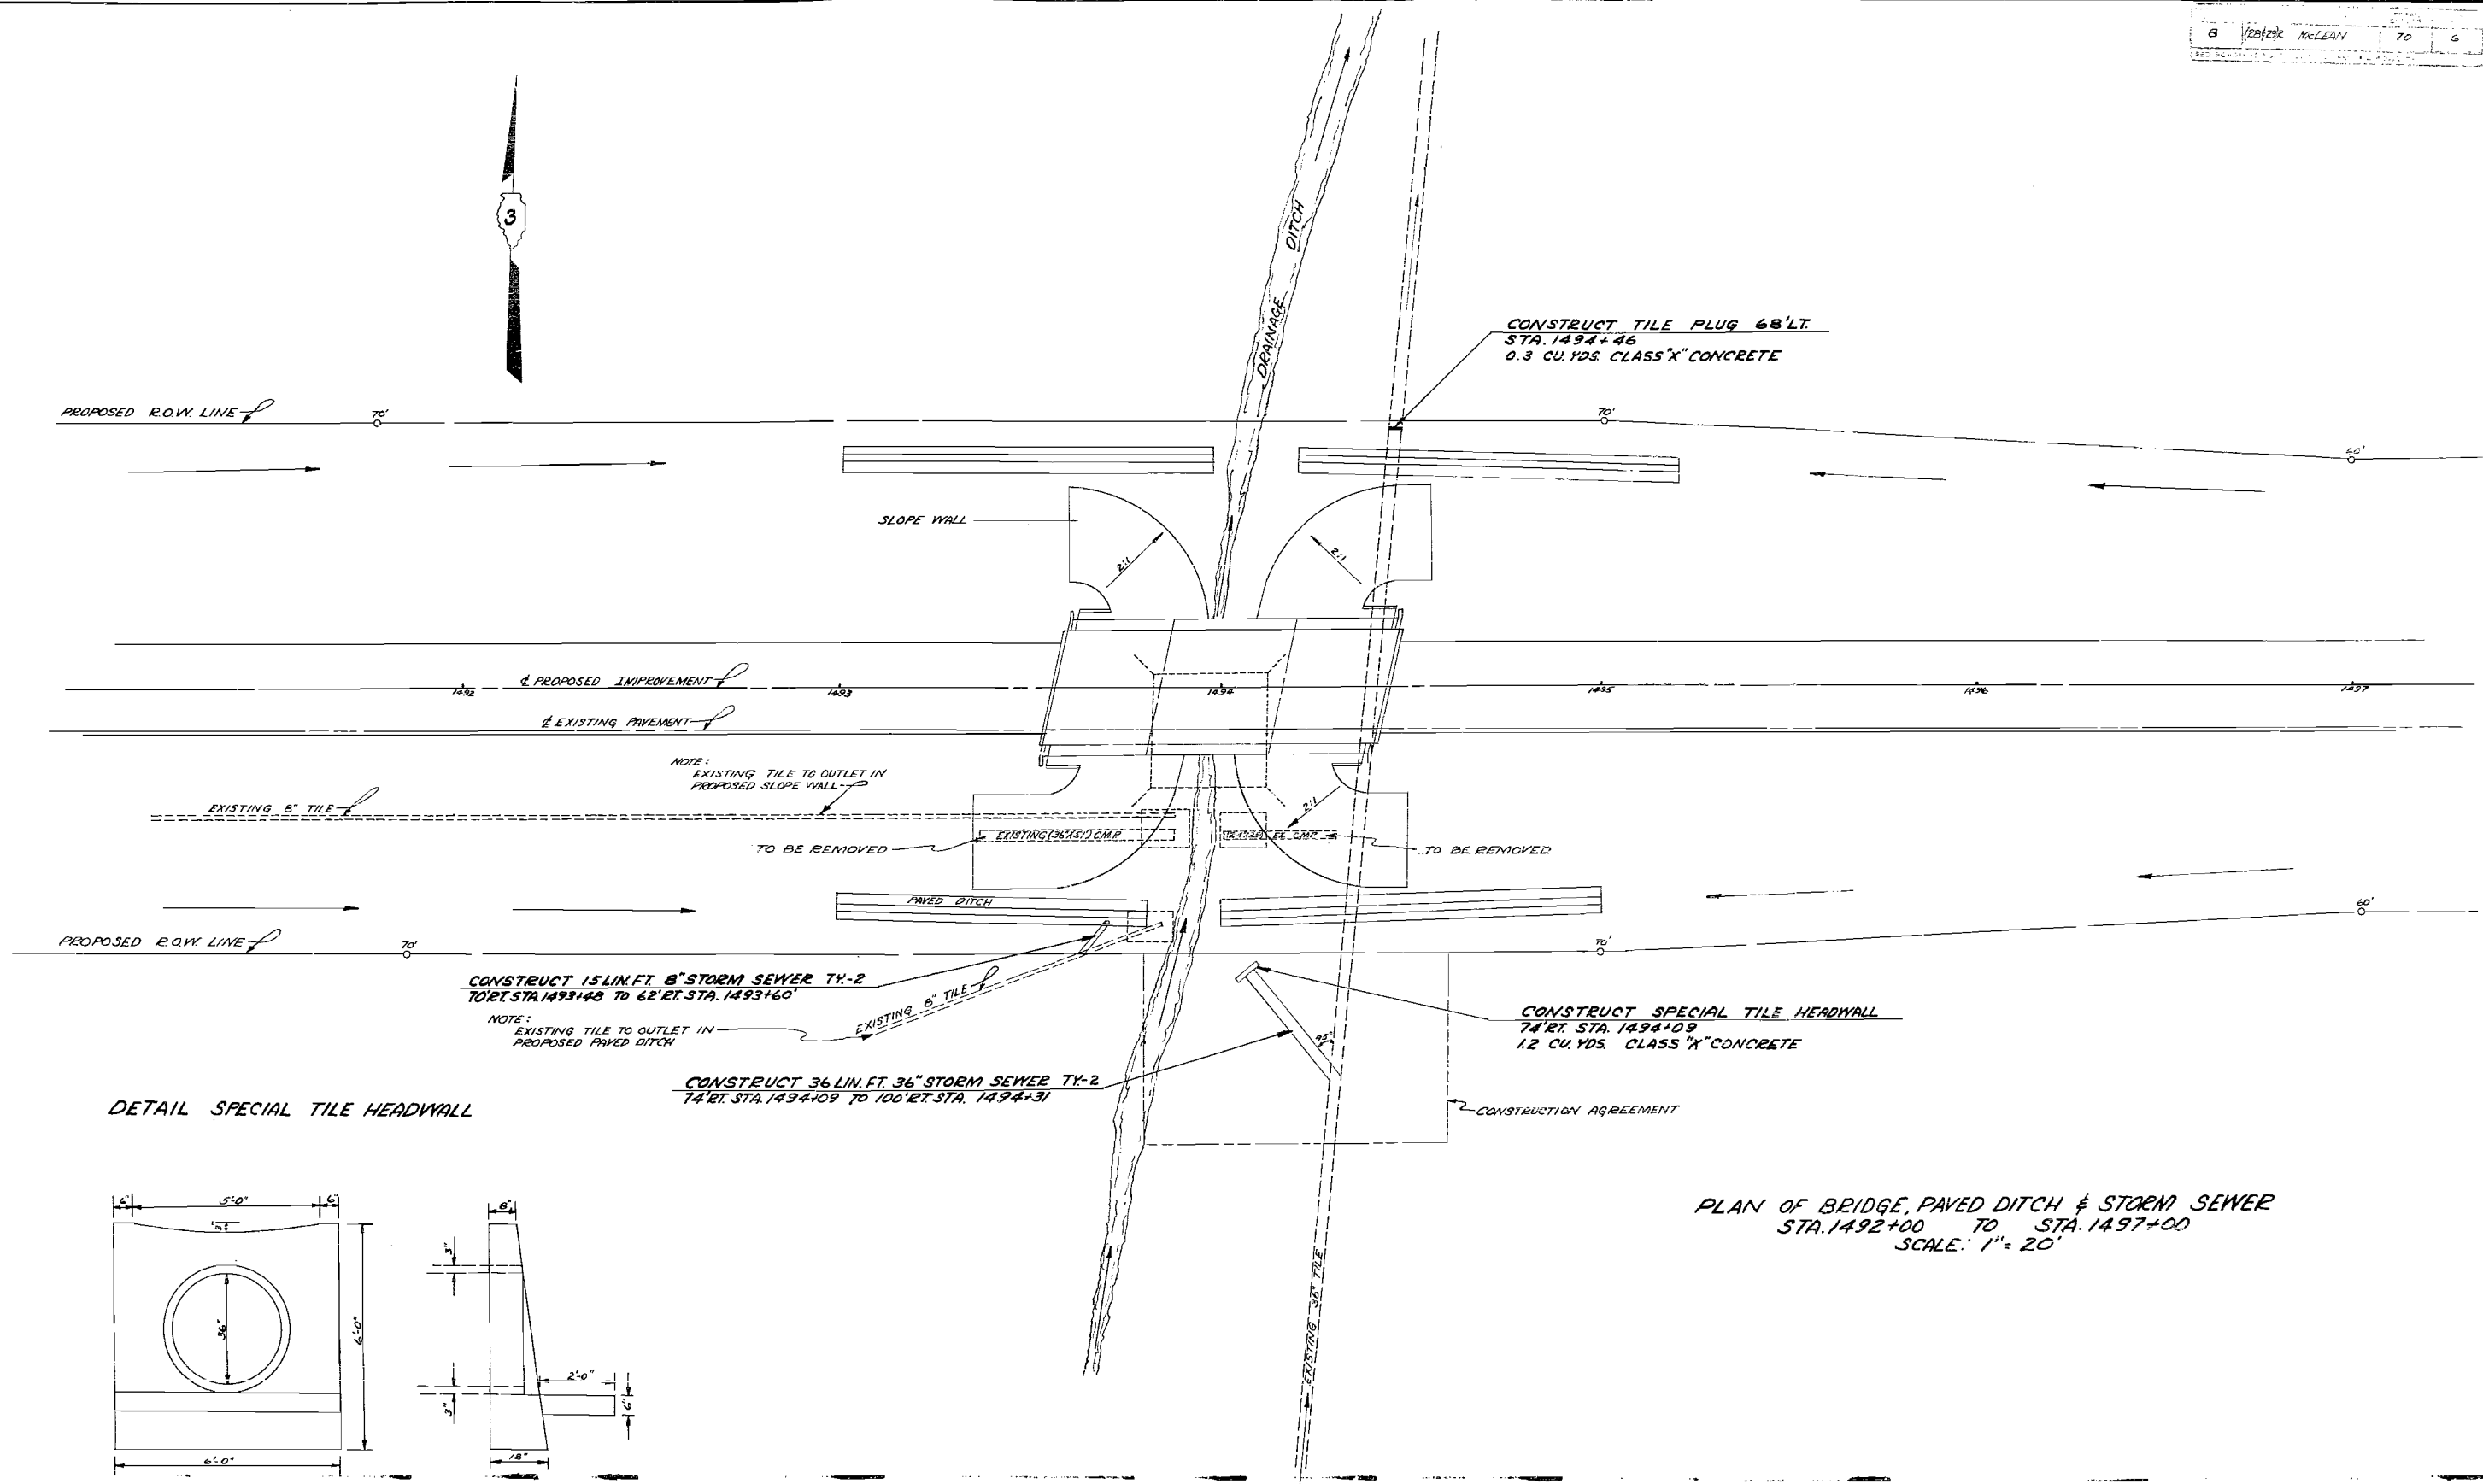 8 McLEAN 70 6
3
DRAINAGE DITCH
CONSTRUCT TILE PLUG 68'LT.
STA. 1494+46
0.3 CU. YDS. CLASS "X" CONCRETE
PROPOSED R.O.W. LINE
70'
70'
60'
SLOPE WALL
2:1
2:1
℄ PROPOSED IMPROVEMENT
1492
1493
1494
1495
1496
1497
℄ EXISTING PAVEMENT
NOTE:
EXISTING TILE TO OUTLET IN
PROPOSED SLOPE WALL
EXISTING 8" TILE
2:1
EXISTING (36"x51') C.M.P.
EX. CMP
TO BE REMOVED
TO BE REMOVED
PAVED DITCH
PROPOSED R.O.W. LINE
70'
70'
60'
CONSTRUCT 15 LIN. FT. 8" STORM SEWER TY.-2
70'RT. STA. 1493+48 TO 62'RT. STA. 1493+60'
NOTE:
EXISTING TILE TO OUTLET IN
PROPOSED PAVED DITCH
EXISTING 8" TILE
CONSTRUCT SPECIAL TILE HEADWALL
74'RT. STA. 1494+09
1.2 CU. YDS. CLASS "X" CONCRETE
45°
CONSTRUCT 36 LIN. FT. 36" STORM SEWER TY-2
74'RT. STA. 1494+09 TO 100'RT. STA. 1494+31
CONSTRUCTION AGREEMENT
DETAIL SPECIAL TILE HEADWALL
6" 5'-0" 6"
3"
36"
6'-0"
6'-0"
8"
3"
2'-0"
3"
6"
18"
EXISTING 36" TILE
PLAN OF BRIDGE, PAVED DITCH & STORM SEWER
STA. 1492+00 TO STA. 1497+00
SCALE: 1"= 20'